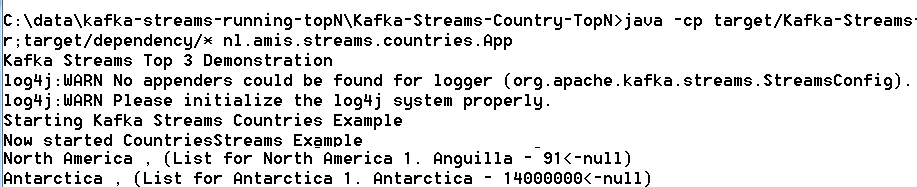 C:\data\kafka-streams-running-topN\Kafka-Streams-Country-TopN>java -cp target/Kafka-Streams-
r;target/dependency/* nl.amis.streams.countries.App
Kafka Streams Top 3 Demonstration
log4j:WARN No appenders could be found for logger (org.apache.kafka.streams.StreamsConfig).
log4j:WARN Please initialize the log4j system properly.
Starting Kafka Streams Countries Example
Now started CountriesStreams Example
North America , (List for North America 1. Anguilla - 91<-null)
Antarctica , (List for Antarctica 1. Antarctica - 14000000<-null)